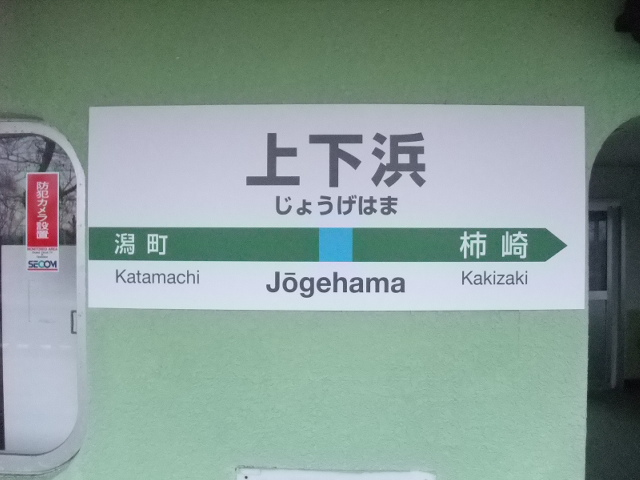 上下浜
じょうげはま
潟町
柿崎
Katamachi
Jōgehama
Kakizaki
防犯カメラ設置
SECOM